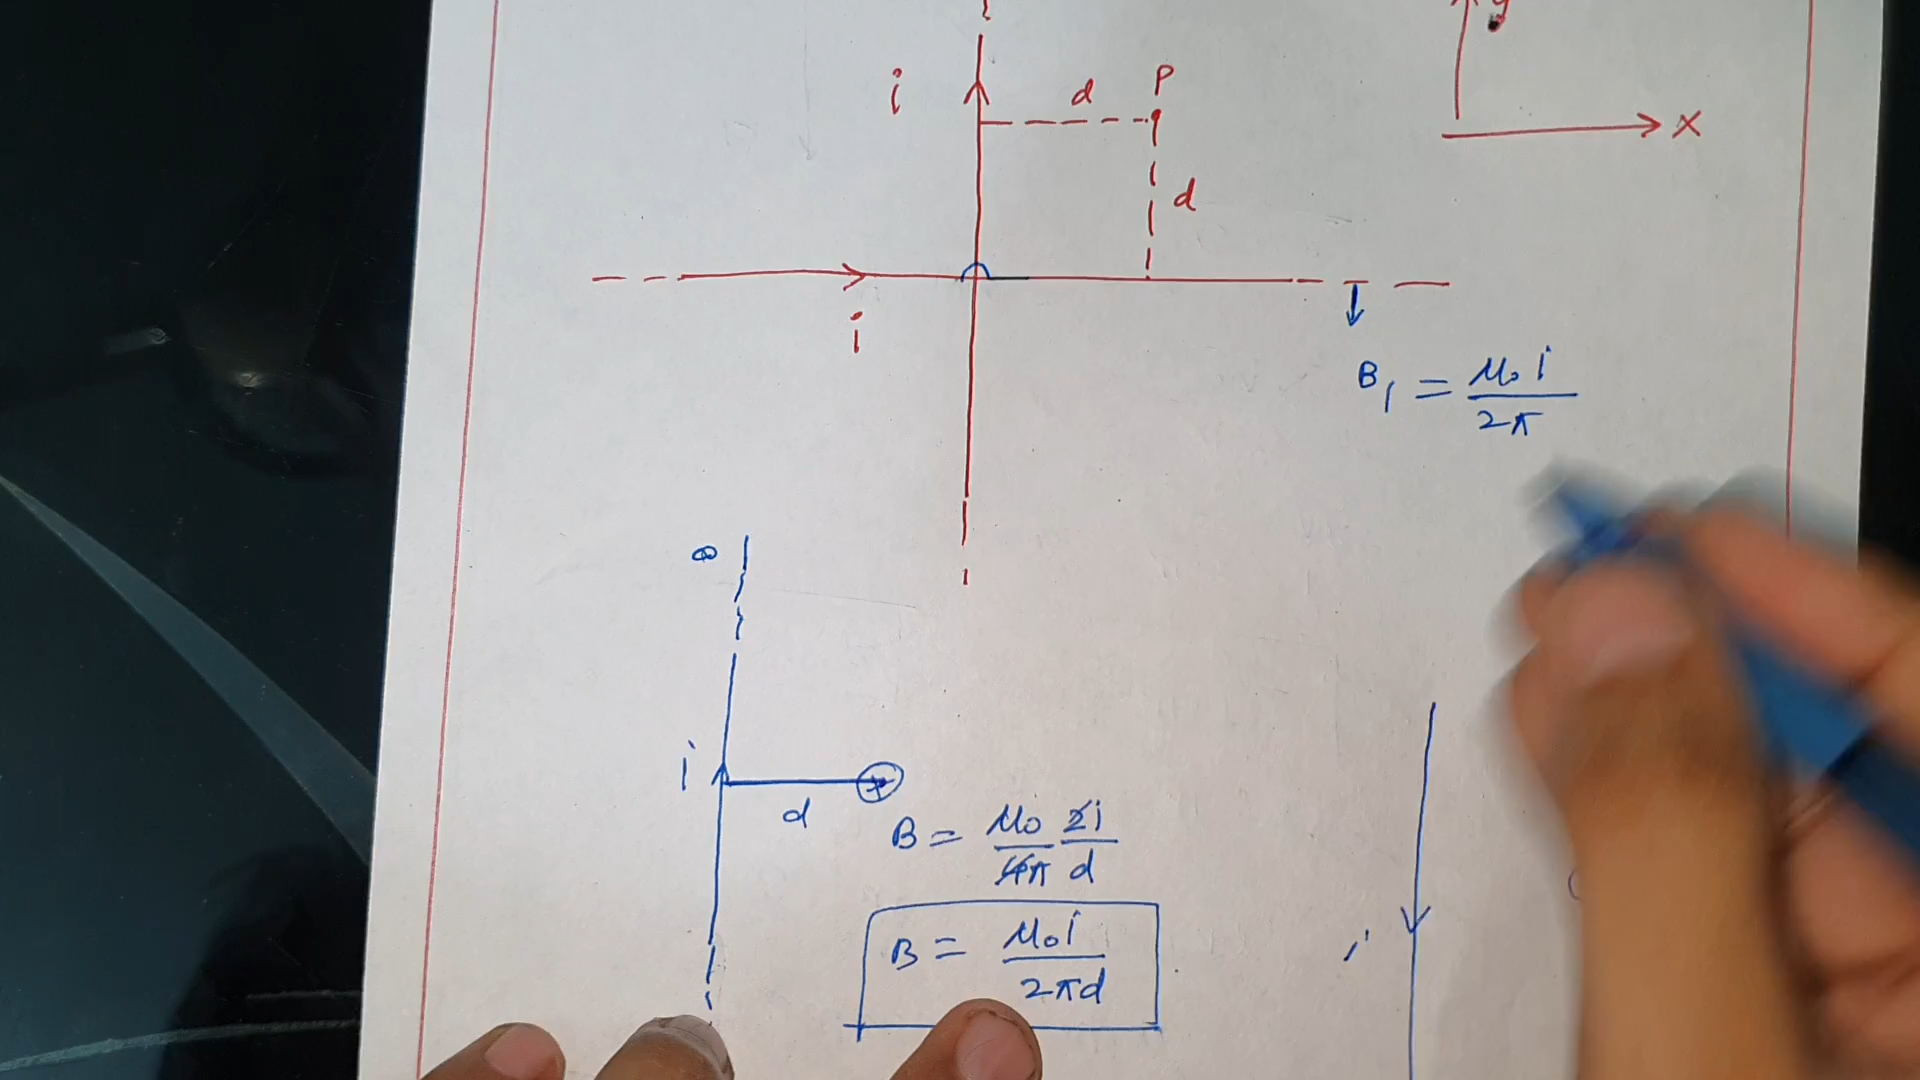 y
i
d
P
x
d
i
B₁ = μ₀i / 2π
∞
i
d
B = μ₀ 2i / 4π d
i
B = μ₀i / 2πd